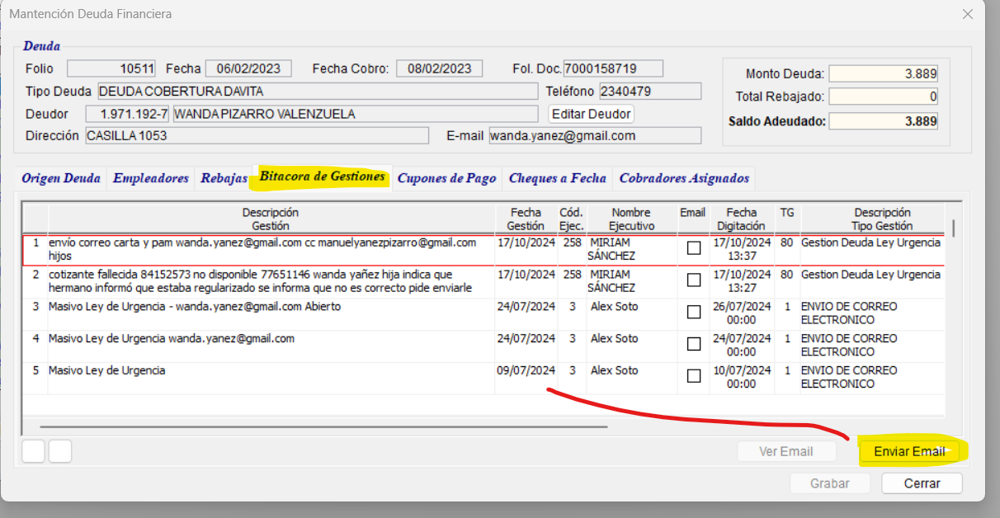 Mantención Deuda Financiera
Deuda
Folio 10511 Fecha 06/02/2023 Fecha Cobro: 08/02/2023 Fol. Doc. 7000158719
Tipo Deuda DEUDA COBERTURA DAVITA Teléfono 2340479
Deudor 1.971.192-7 WANDA PIZARRO VALENZUELA Editar Deudor
Dirección CASILLA 1053 E-mail wanda.yanez@gmail.com
Monto Deuda: 3.889
Total Rebajado: 0
Saldo Adeudado: 3.889
Origen Deuda Empleadores Rebajas Bitacora de Gestiones Cupones de Pago Cheques a Fecha Cobradores Asignados
Descripción Fecha Cód. Nombre Email Fecha TG Descripción
Gestión Gestión Ejec. Ejecutivo Digitación Tipo Gestión
1 envío correo carta y pam wanda.yanez@gmail.com cc manuelyanezpizarro@gmail.com 17/10/2024 258 MIRIAM 17/10/2024 80 Gestion Deuda Ley Urgencia
hijos SÁNCHEZ 13:37
2 cotizante fallecida 84152573 no disponible 77651146 wanda yañez hija indica que 17/10/2024 258 MIRIAM 17/10/2024 80 Gestion Deuda Ley Urgencia
hermano informó que estaba regularizado se informa que no es correcto pide enviarle SÁNCHEZ 13:27
3 Masivo Ley de Urgencia - wanda.yanez@gmail.com Abierto 24/07/2024 3 Alex Soto 26/07/2024 1 ENVIO DE CORREO
00:00 ELECTRONICO
4 Masivo Ley de Urgencia wanda.yanez@gmail.com 24/07/2024 3 Alex Soto 24/07/2024 1 ENVIO DE CORREO
00:00 ELECTRONICO
5 Masivo Ley de Urgencia 09/07/2024 3 Alex Soto 10/07/2024 1 ENVIO DE CORREO
00:00 ELECTRONICO
Ver Email Enviar Email
Grabar Cerrar